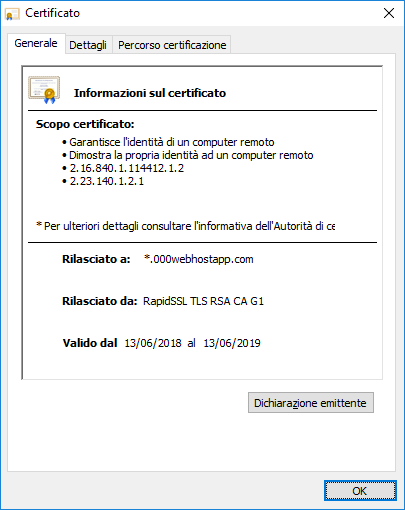 Certificato
Generale Dettagli Percorso certificazione
Informazioni sul certificato
Scopo certificato:
• Garantisce l'identità di un computer remoto
• Dimostra la propria identità ad un computer remoto
• 2.16.840.1.114412.1.2
• 2.23.140.1.2.1
* Per ulteriori dettagli consultare l'informativa dell'Autorità di ce
Rilasciato a: *.000webhostapp.com
Rilasciato da: RapidSSL TLS RSA CA G1
Valido dal 13/06/2018 al 13/06/2019
Dichiarazione emittente
OK